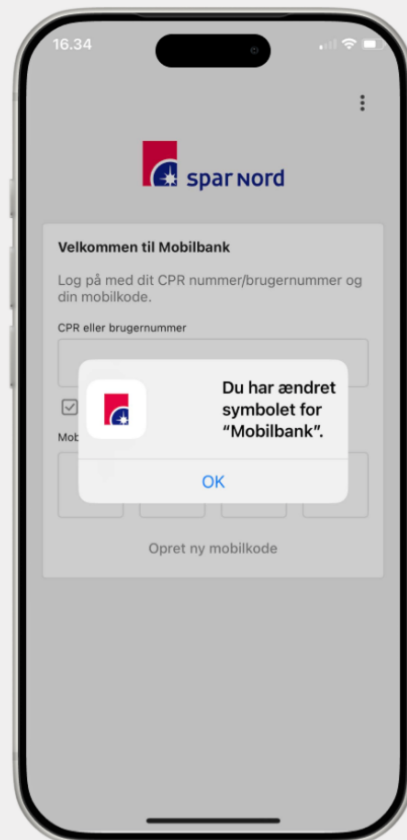 16.34
spar nord
Velkommen til Mobilbank
Log på med dit CPR nummer/brugernummer og
din mobilkode.
CPR eller brugernummer
Du har ændret
symbolet for
“Mobilbank”.
Mob
OK
Opret ny mobilkode